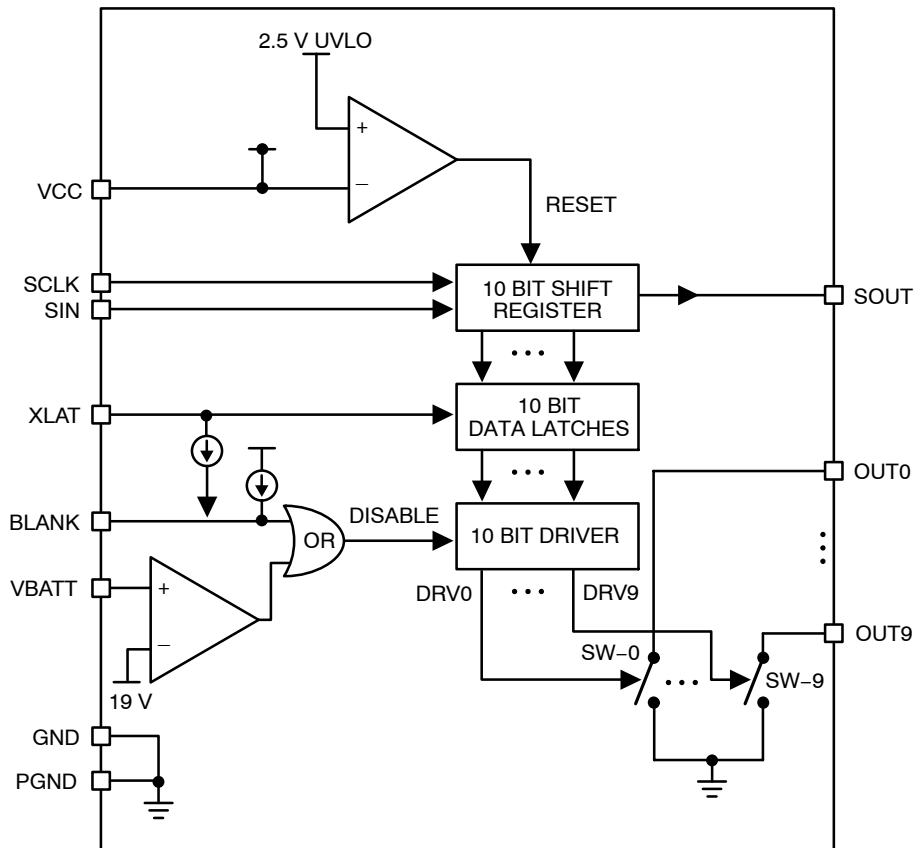 2.5 V UVLO
+
−
VCC
RESET
SCLK
SIN
10 BIT SHIFT
REGISTER
SOUT
XLAT
10 BIT
DATA LATCHES
OUT0
BLANK
OR
DISABLE
10 BIT DRIVER
VBATT
+
−
19 V
DRV0
DRV9
OUT9
SW−0
SW−9
GND
PGND